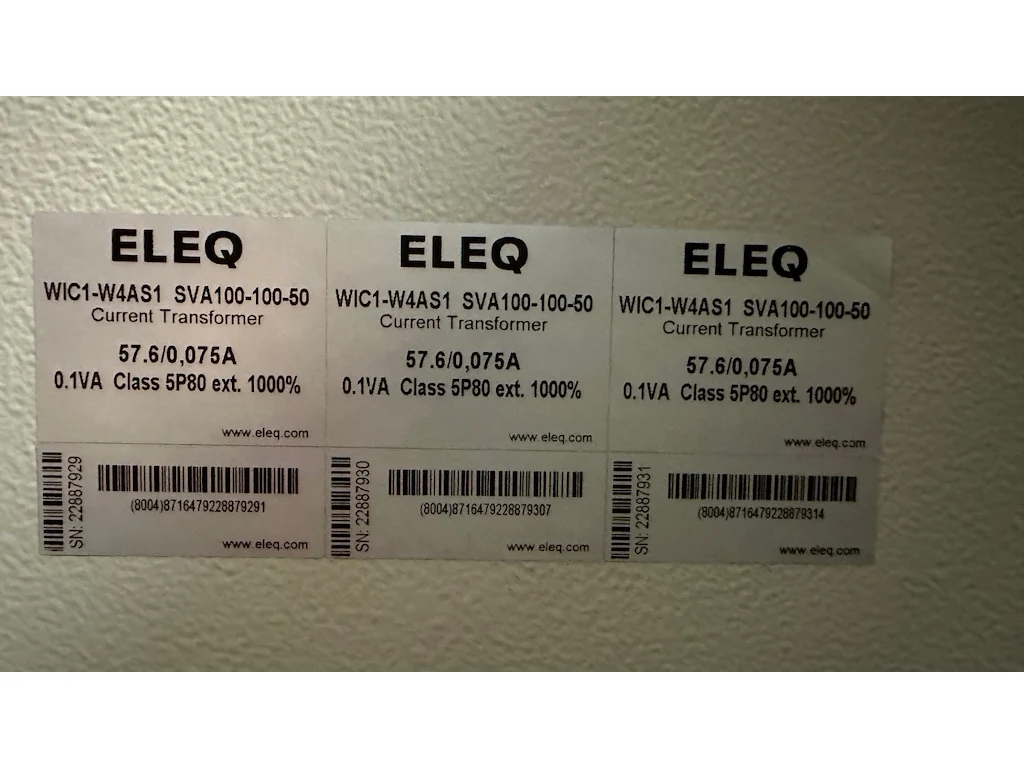 ELEQ
WIC1-W4AS1 SVA100-100-50
Current Transformer
57.6/0,075A
0.1VA Class 5P80 ext. 1000%
www.eleq.com
SN: 22887929
(8004)8716479228879291
www.eleq.com
ELEQ
WIC1-W4AS1 SVA100-100-50
Current Transformer
57.6/0,075A
0.1VA Class 5P80 ext. 1000%
www.eleq.com
SN: 22887930
(8004)8716479228879307
www.eleq.com
ELEQ
WIC1-W4AS1 SVA100-100-50
Current Transformer
57.6/0,075A
0.1VA Class 5P80 ext. 1000%
www.eleq.com
SN: 22887931
(8004)8716479228879314
www.eleq.com